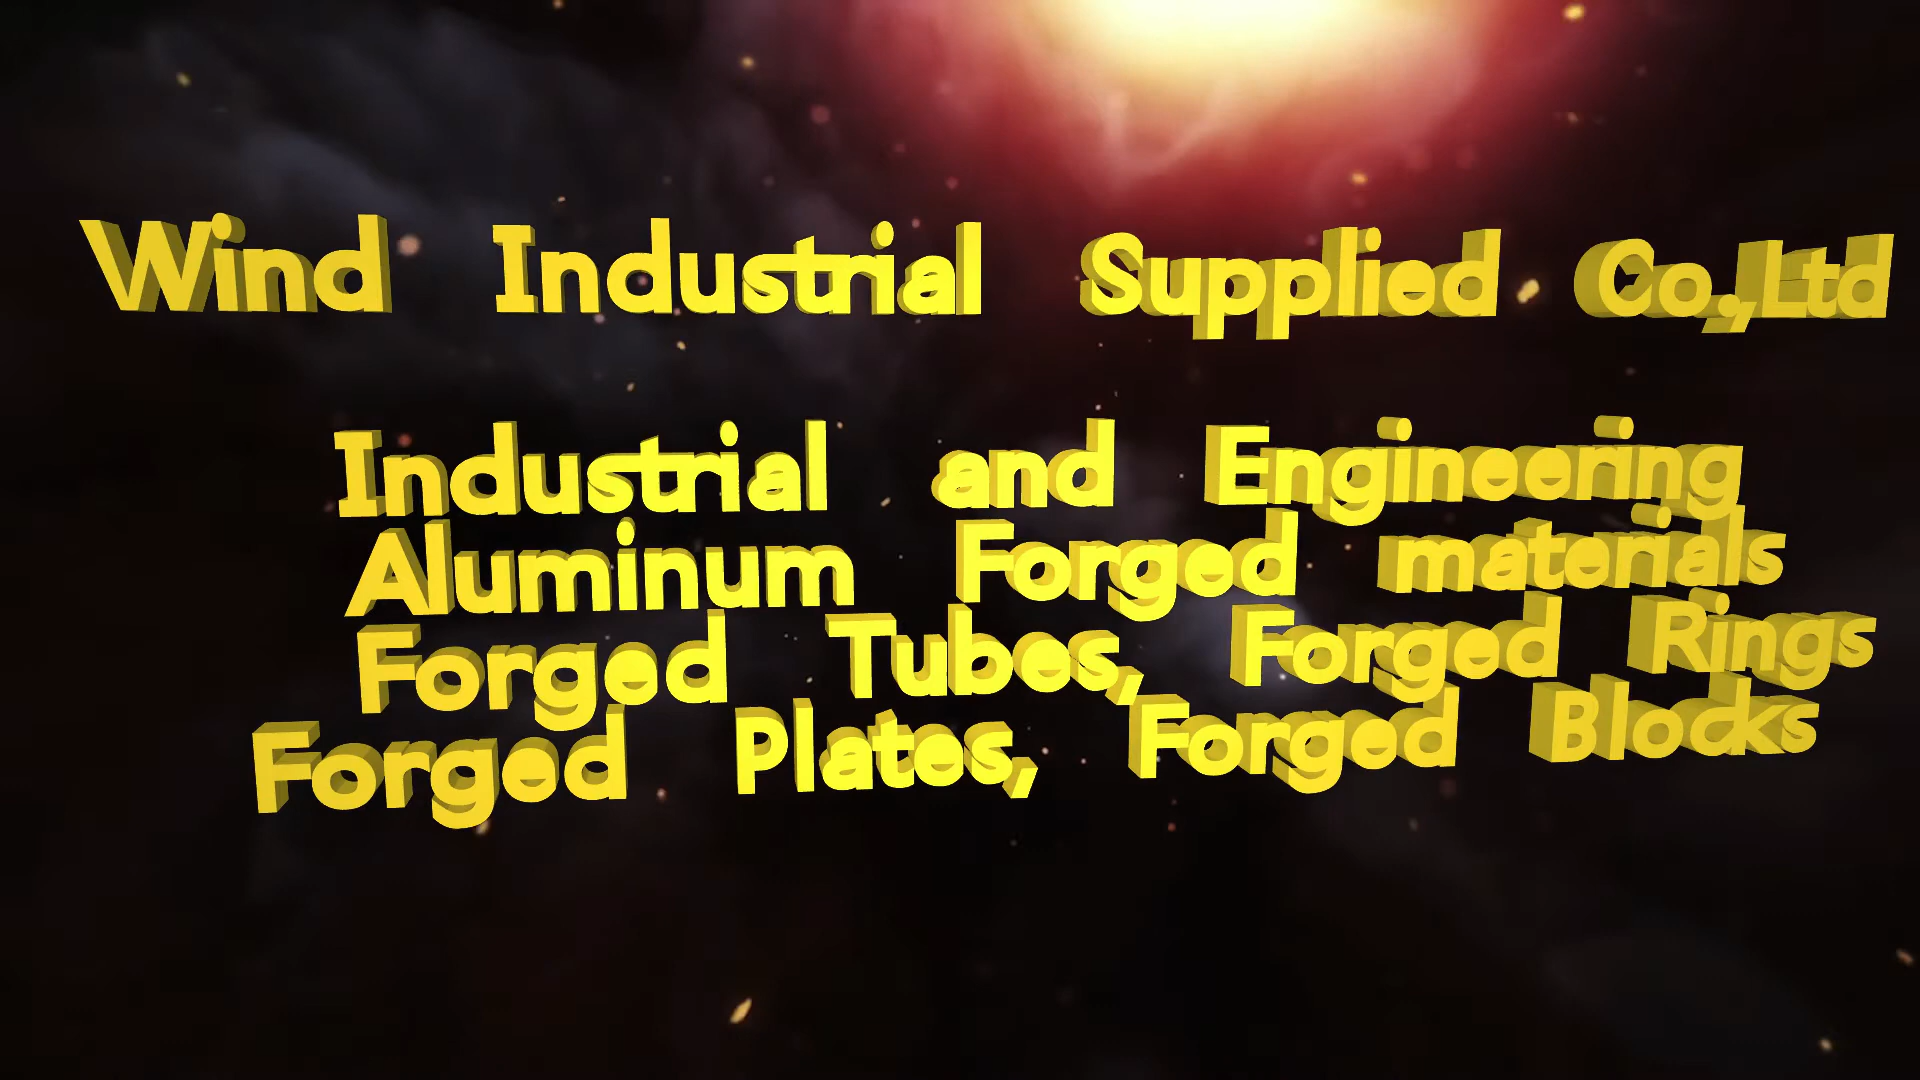 Wind Industrial Supplied Co,Ltd
Industrial and Engineering
Aluminum Forged materials
Forged Tubes, Forged Rings
Forged Plates, Forged Blocks